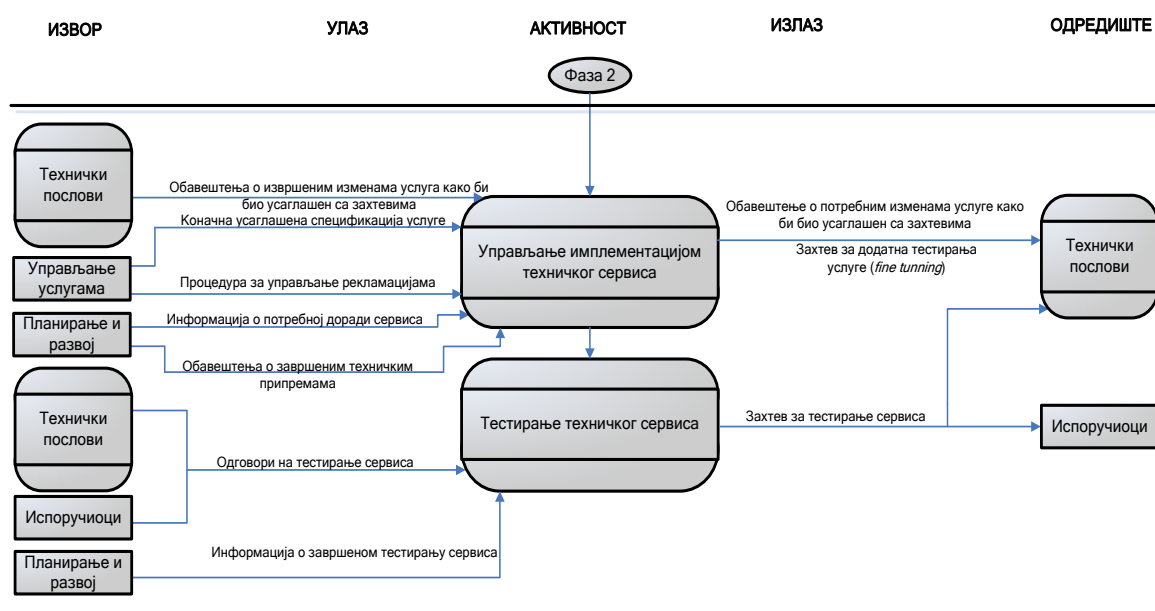 ИЗВОР
УЛАЗ
АКТИВНОСТ
ИЗЛАЗ
ОДРЕДИШТЕ
Фаза 2
Технички
послови
Обавештења о извршеним изменама услуга како би
био усаглашен са захтевима
Коначна усаглашена спецификација услуге
Управљање
услугама
Процедура за управљање рекламацијама
Планирање и
развој
Информација о потребној доради сервиса
Обавештења о завршеним техничким
припремама
Управљање имплементацијом
техничког сервиса
Обавештење о потребним изменама услуге како
би био усаглашен са захтевима
Захтев за додатна тестирања
услуге (fine tunning)
Технички
послови
Технички
послови
Одговори на тестирање сервиса
Испоручиоци
Планирање и
развој
Информација о завршеном тестирању сервиса
Тестирање техничког сервиса
Захтев за тестирање сервиса
Испоручиоци